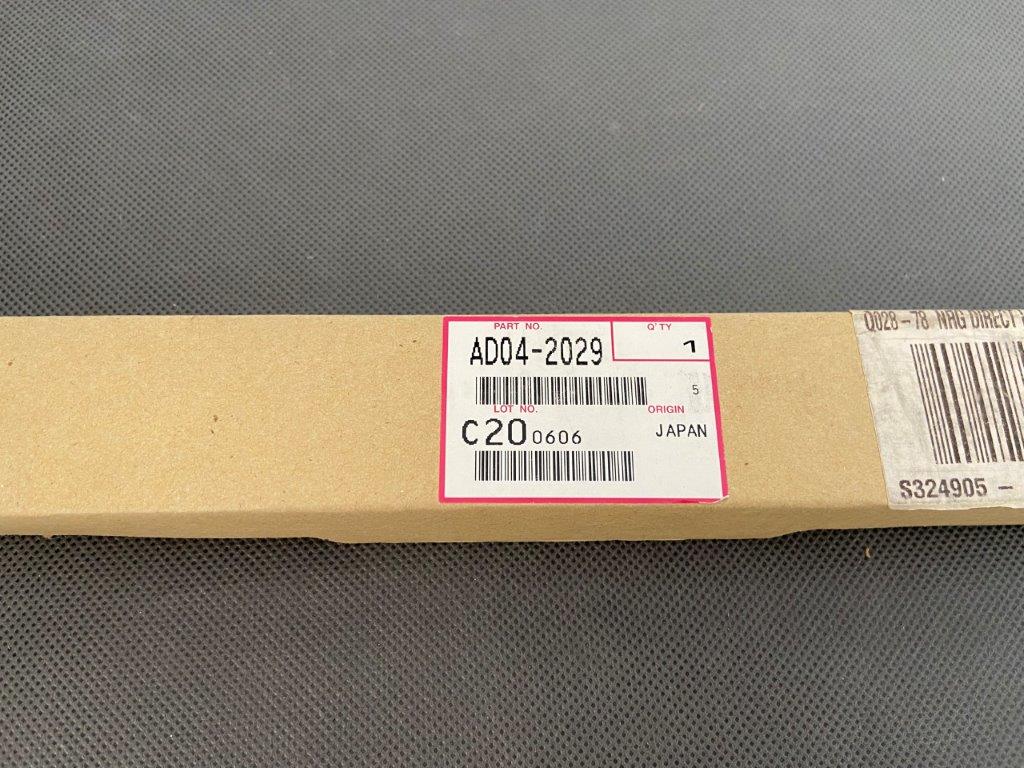 PART NO.
Q'TY
AD04-2029
1
5
LOT NO.
ORIGIN
C20 0606
JAPAN
Q028-78 NRG DIRECT
S324905 -